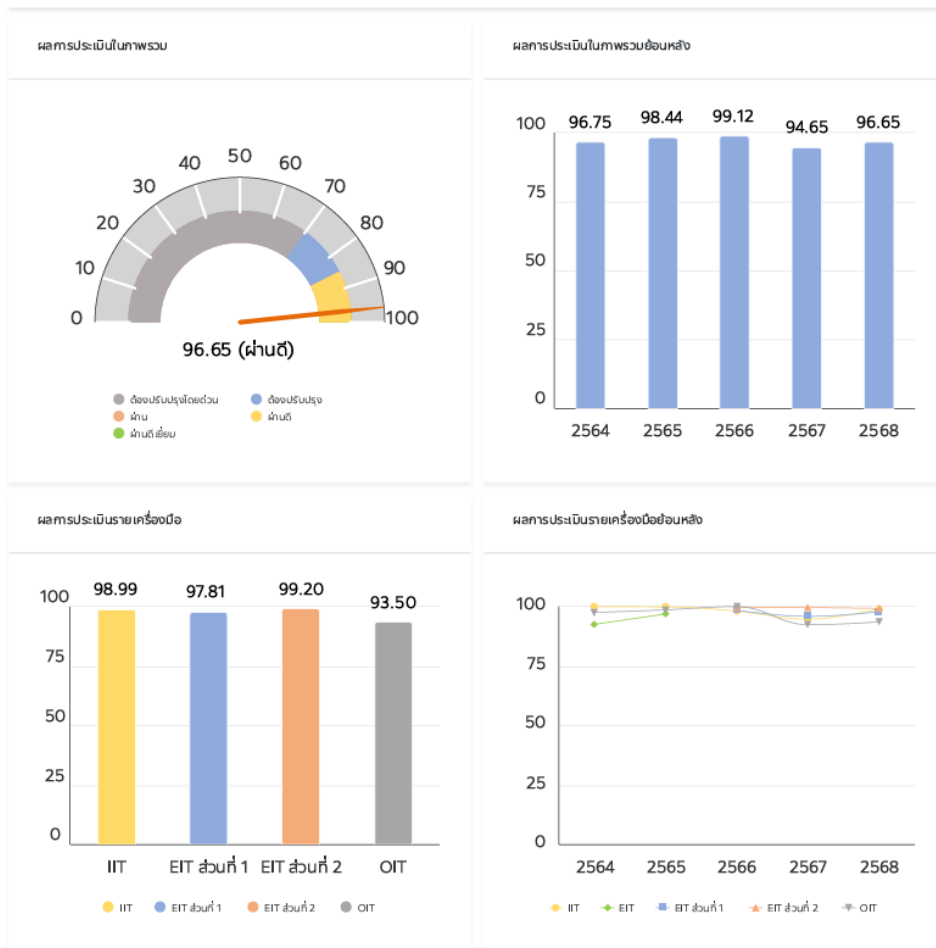 ผลการประเมินในภาพรวม
0
10
20
30
40
50
60
70
80
90
100
96.65 (ผ่านดี)
ต้องปรับปรุงโดยด่วน
ต้องปรับปรุง
ผ่าน
ผ่านดี
ผ่านดีเยี่ยม
ผลการประเมินในภาพรวมย้อนหลัง
100
75
50
25
0
96.75 98.44 99.12 94.65 96.65
2564 2565 2566 2567 2568
ผลการประเมินรายเครื่องมือ
100
75
50
25
0
98.99 97.81 99.20 93.50
IIT EIT ส่วนที่ 1 EIT ส่วนที่ 2 OIT
IIT EIT ส่วนที่ 1 EIT ส่วนที่ 2 OIT
ผลการประเมินรายเครื่องมือย้อนหลัง
100
75
50
25
0
2564 2565 2566 2567 2568
IIT EIT EIT ส่วนที่ 1 EIT ส่วนที่ 2 OIT